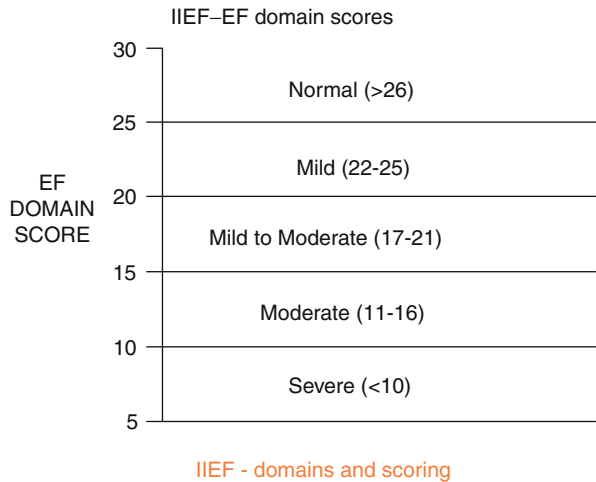 IIEF–EF domain scores
30
Normal (>26)
25
Mild (22-25)
EF
DOMAIN
SCORE
20
Mild to Moderate (17-21)
15
Moderate (11-16)
10
Severe (<10)
5
IIEF - domains and scoring